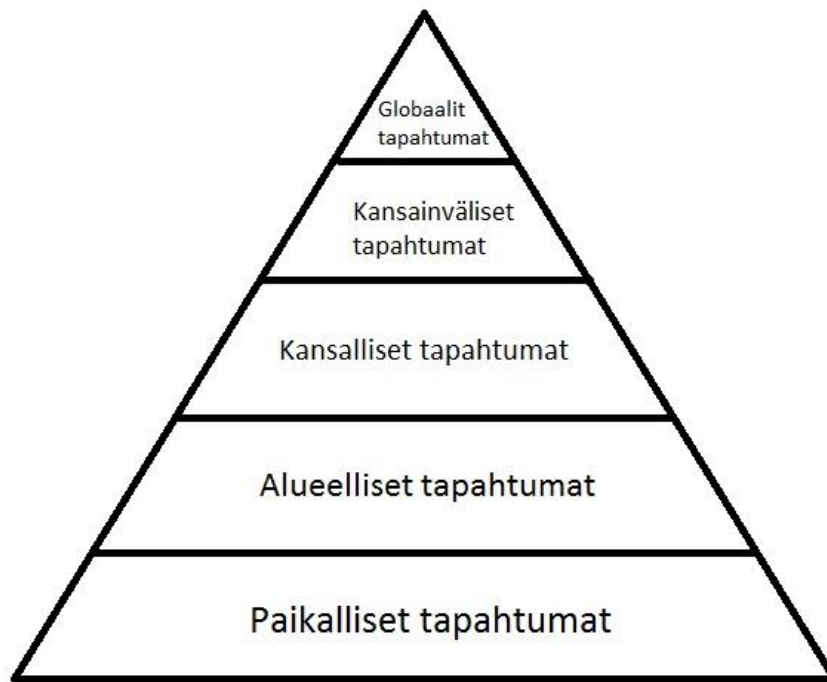 Globaalit
tapahtumat
Kansainväliset
tapahtumat
Kansalliset tapahtumat
Alueelliset tapahtumat
Paikalliset tapahtumat